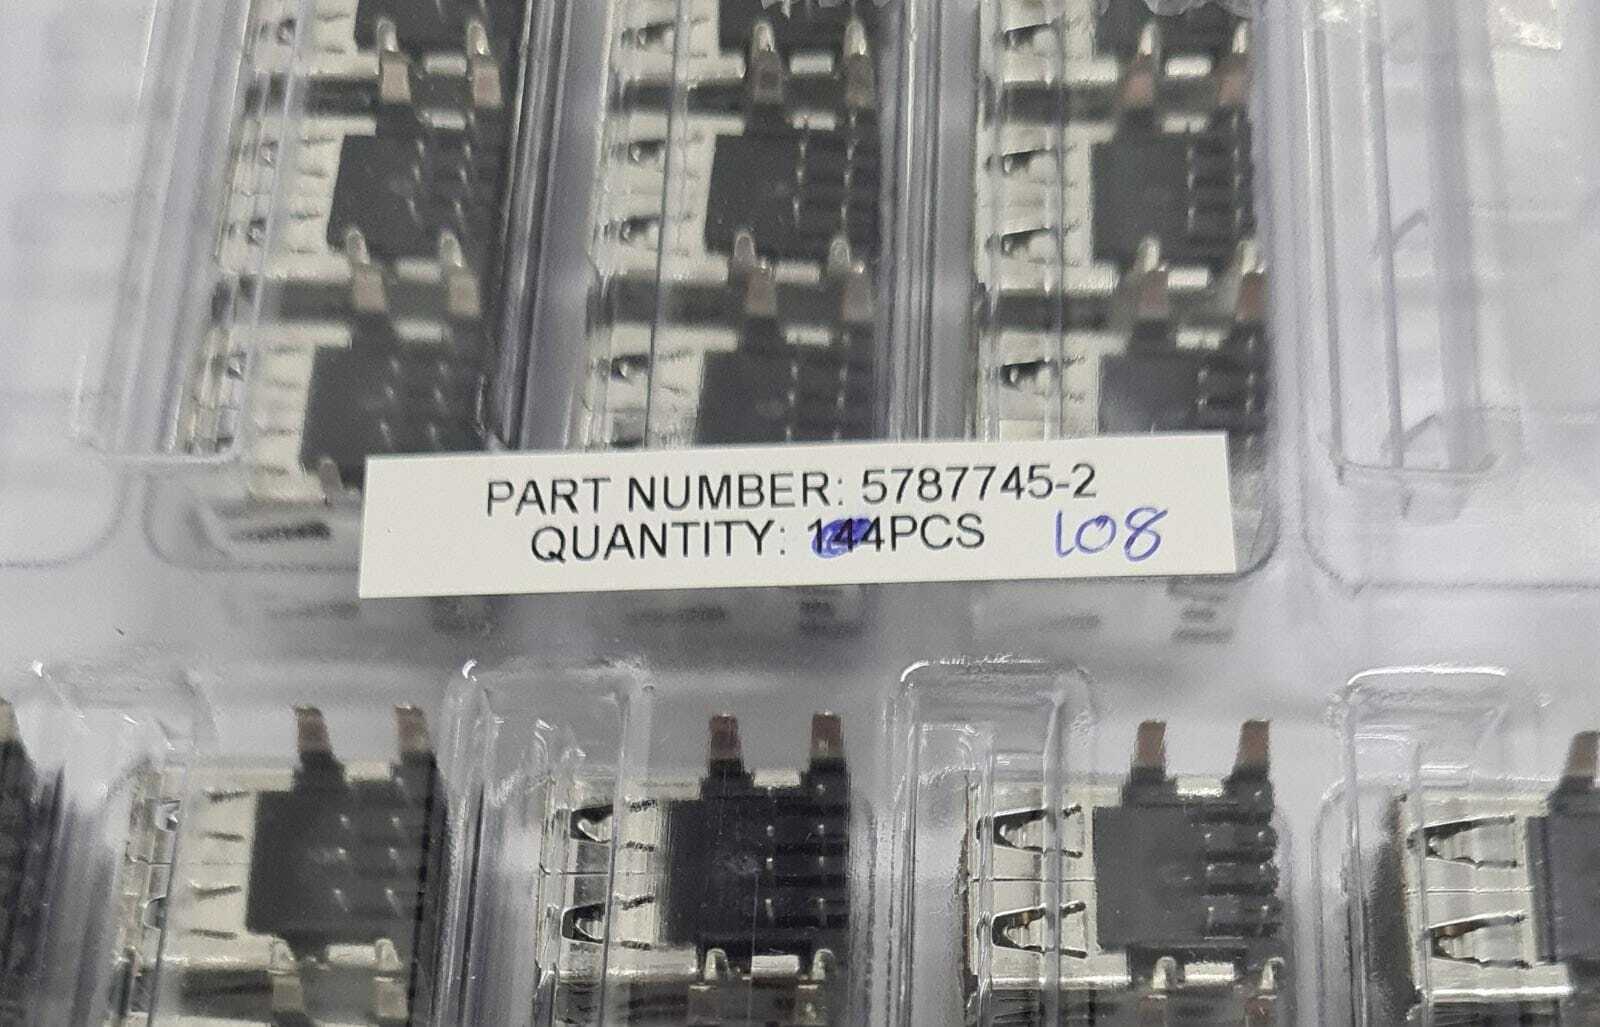 PART NUMBER: 5787745-2
QUANTITY: 144PCS 108